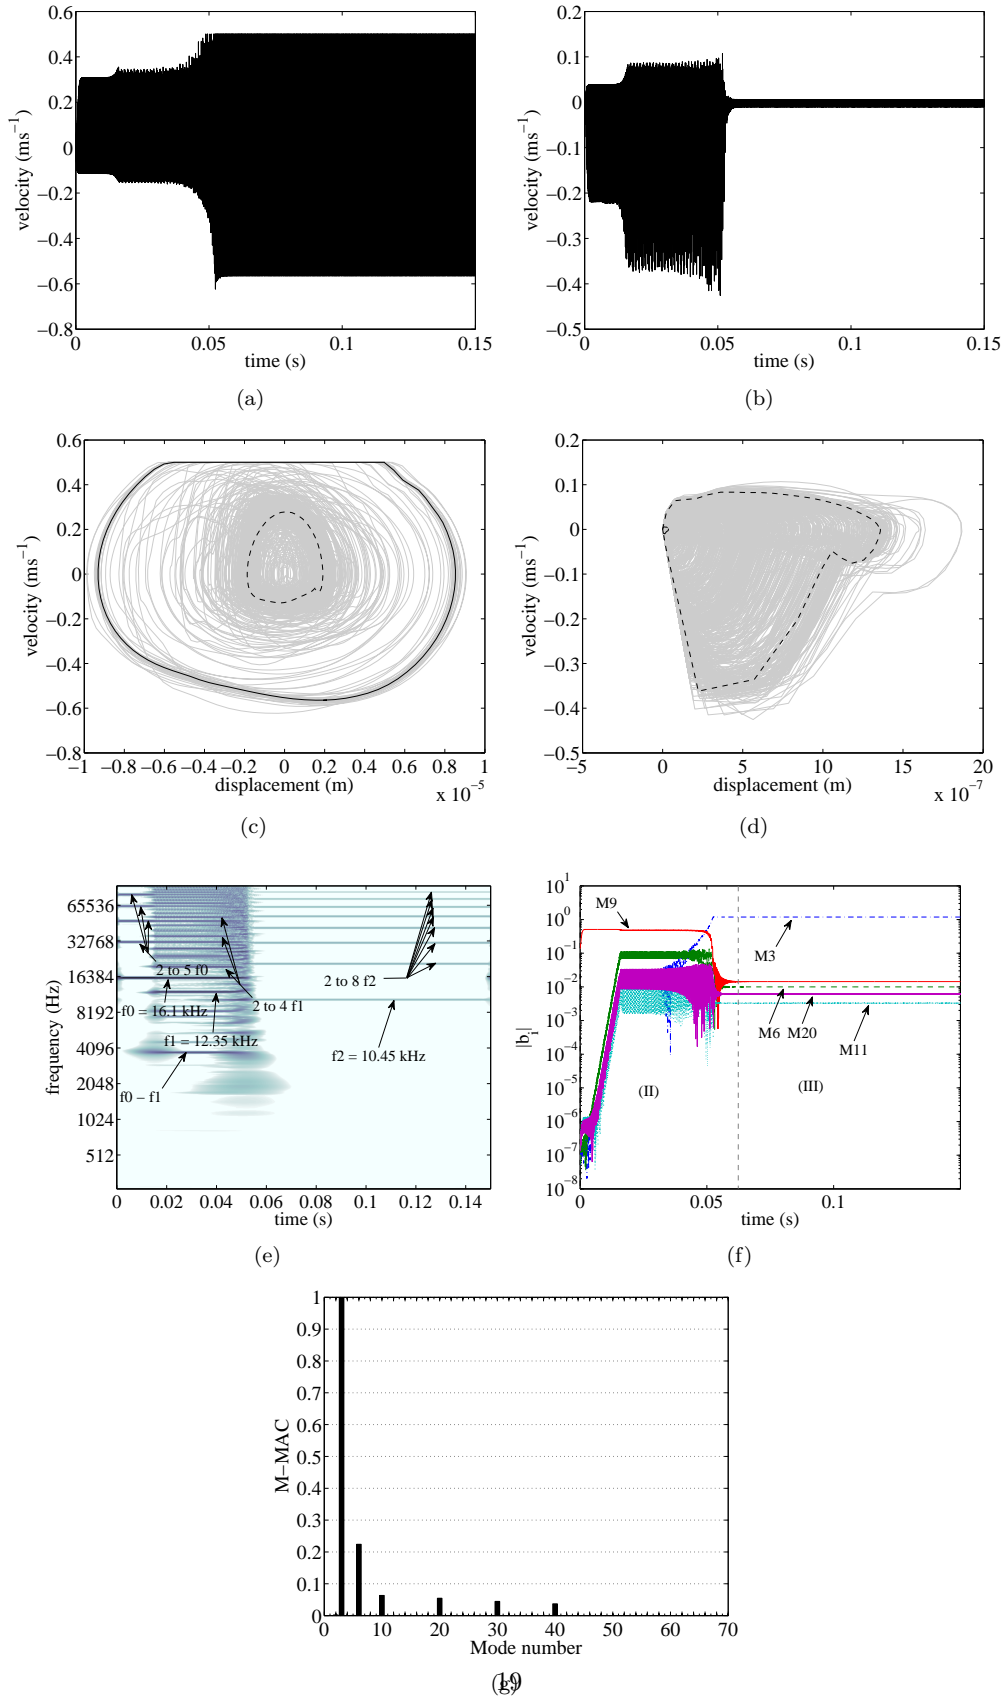 0.6
0.4
0.2
0
−0.2
−0.4
−0.6
−0.8
velocity (ms−1)
0
0.05
0.1
0.15
time (s)
(a)
0.2
0.1
0
−0.1
−0.2
−0.3
−0.4
−0.5
velocity (ms−1)
0
0.05
0.1
0.15
time (s)
(b)
0.6
0.4
0.2
0
−0.2
−0.4
−0.6
−0.8
velocity (ms−1)
−1 −0.8 −0.6 −0.4 −0.2 0 0.2 0.4 0.6 0.8 1
displacement (m)
x 10−5
(c)
0.2
0.1
0
−0.1
−0.2
−0.3
−0.4
−0.5
velocity (ms−1)
−5 0 5 10 15 20
displacement (m)
x 10−7
(d)
65536
32768
16384
8192
4096
2048
1024
512
frequency (Hz)
2 to 5 f0
f0 = 16.1 kHz
2 to 4 f1
f1 = 12.35 kHz
f0 − f1
2 to 8 f2
f2 = 10.45 kHz
0 0.02 0.04 0.06 0.08 0.1 0.12 0.14
time (s)
(e)
10^1
10^0
10^−1
10^−2
10^−3
10^−4
10^−5
10^−6
10^−7
10^−8
|b_i|
M9
M3
M6 M20
M11
(II)
(III)
0 0.05 0.1
time (s)
(f)
1
0.9
0.8
0.7
0.6
0.5
0.4
0.3
0.2
0.1
0
M−MAC
0 10 20 30 40 50 60 70
Mode number
(g)
19